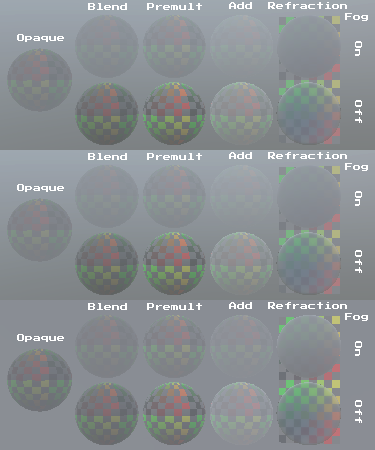 Blend Premult Add Refraction
Fog
Opaque
On
Off
Blend Premult Add Refraction
Fog
Opaque
On
Off
Blend Premult Add Refraction
Fog
Opaque
On
Off